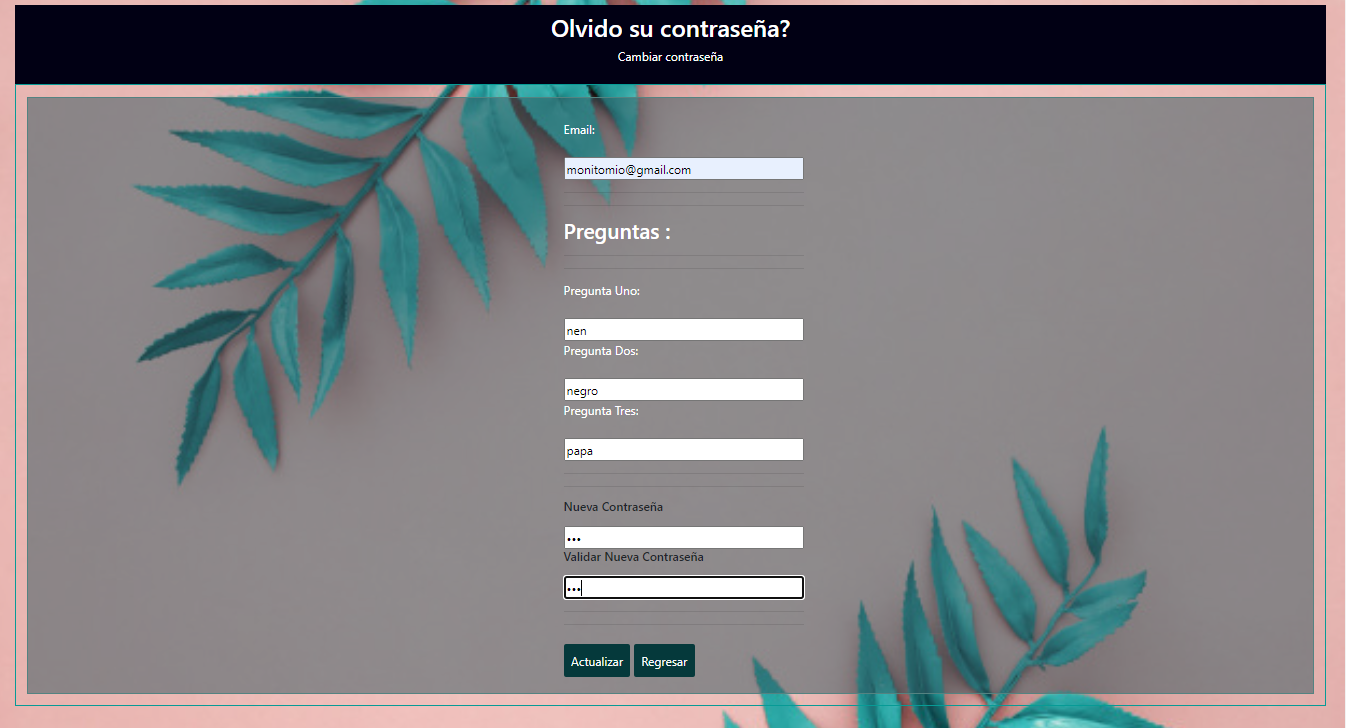 Olvido su contraseña?
Cambiar contraseña
Email:
monitomio@gmail.com
Preguntas :
Pregunta Uno:
nen
Pregunta Dos:
negro
Pregunta Tres:
papa
Nueva Contraseña
•••
Validar Nueva Contraseña
•••
Actualizar Regresar